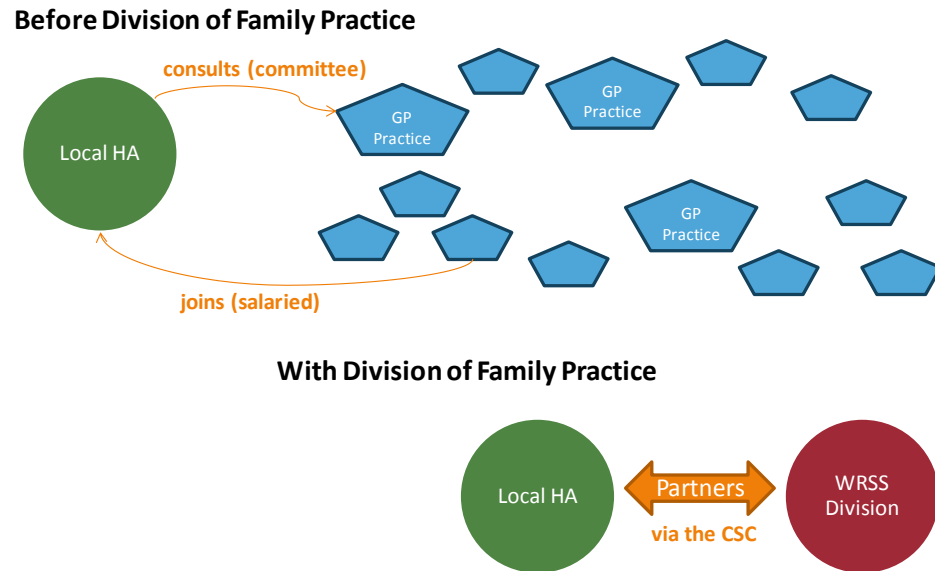 Before Division of Family Practice
consults (committee)
GP
Practice
GP
Practice
Local HA
GP
Practice
joins (salaried)
With Division of Family Practice
Local HA
Partners
via the CSC
WRSS
Division